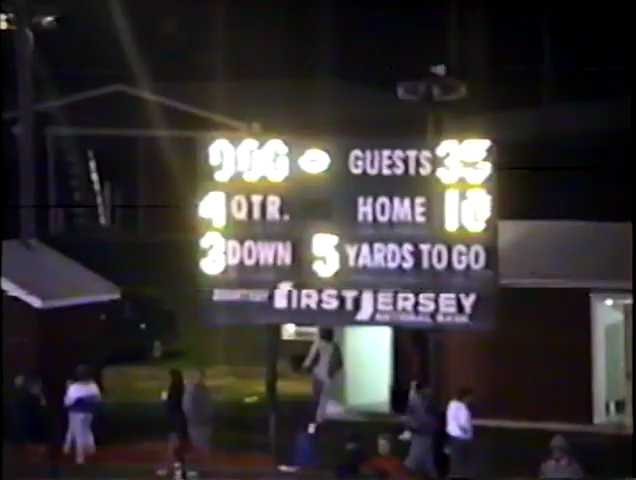 GUESTS 35
4 QTR. HOME
3 DOWN 5 YARDS TO GO
FIRST JERSEY
NATIONAL BANK